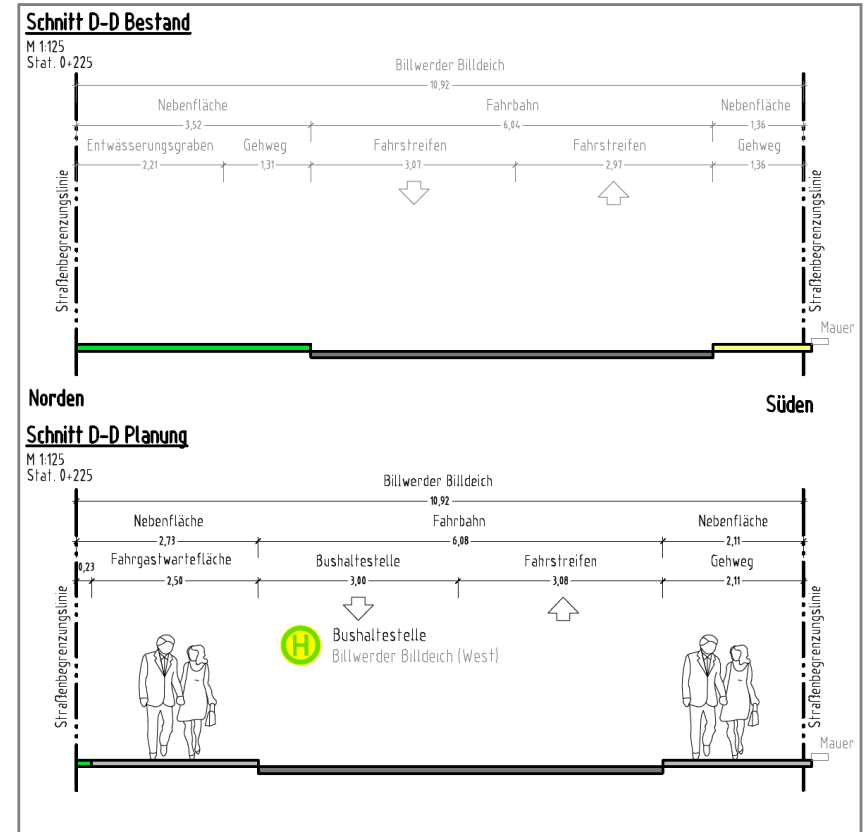 Schnitt D-D Bestand
M 1:125
Stat. 0+225
Billwerder Billdeich
10,92
Nebenfläche Fahrbahn Nebenfläche
3,52 6,04 1,36
Entwässerungsgraben Gehweg Fahrstreifen Fahrstreifen Gehweg
2,21 1,31 3,07 2,97 1,36
Straßenbegrenzungslinie
Straßenbegrenzungslinie
Mauer
Norden Süden
Schnitt D-D Planung
M 1:125
Stat. 0+225
Billwerder Billdeich
10,92
Nebenfläche Fahrbahn Nebenfläche
2,73 6,08 2,11
Fahrgastwartefläche Bushaltestelle Fahrstreifen Gehweg
0,23 2,50 3,00 3,08 2,11
Straßenbegrenzungslinie
Straßenbegrenzungslinie
H
Bushaltestelle
Billwerder Billdeich (West)
Mauer